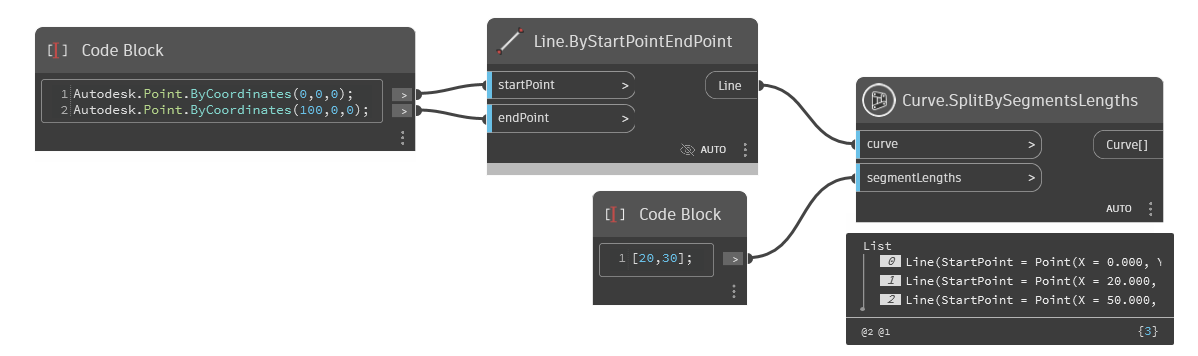 Code Block
1 Autodesk.Point.ByCoordinates(0,0,0); >
2 Autodesk.Point.ByCoordinates(100,0,0); >
Line.ByStartPointEndPoint
startPoint > Line
endPoint >
AUTO
Code Block
1 [20,30]; >
Curve.SplitBySegmentsLengths
curve > Curve[]
segmentLengths >
AUTO
List
0 Line(StartPoint = Point(X = 0.000,
1 Line(StartPoint = Point(X = 20.000,
2 Line(StartPoint = Point(X = 50.000,
@2 @1 {3}